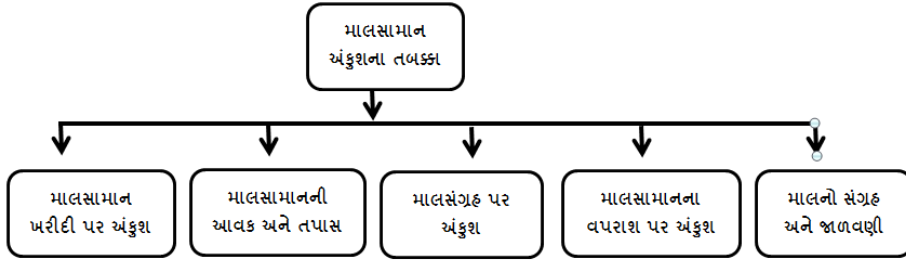 માલસામાન
અંકુશના તબક્કા
માલસામાન
ખરીદી પર અંકુશ
માલસામાનની
આવક અને તપાસ
માલસંગ્રહ પર
અંકુશ
માલસામાનના
વપરાશ પર અંકુશ
માલનો સંગ્રહ
અને જાળવણી